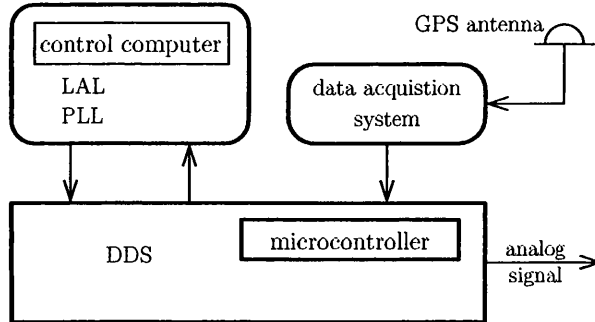 control computer
LAL
PLL
GPS antenna
data acquistion
system
DDS
microcontroller
analog
signal